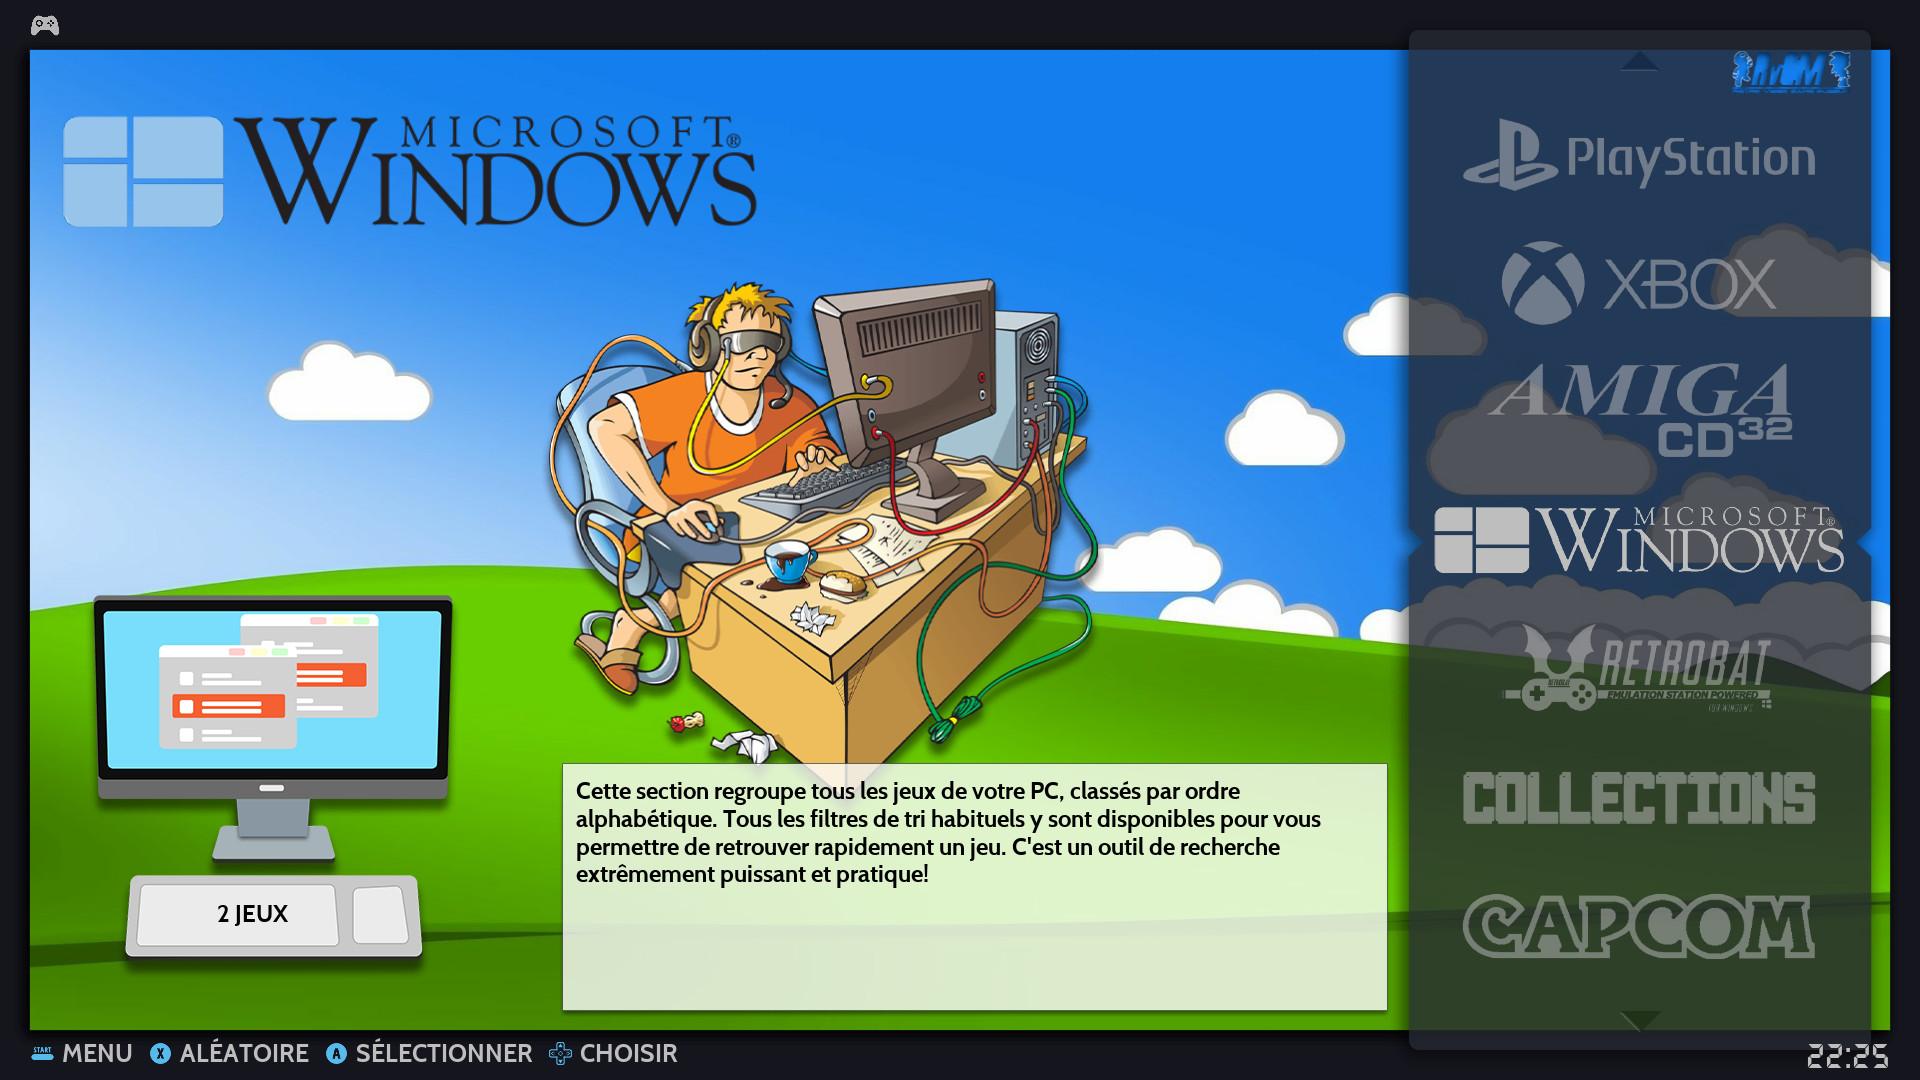 MICROSOFT®
WINDOWS
PlayStation
XBOX
AMIGA
CD32
MICROSOFT®
WINDOWS
RETROBAT
EMULATION STATION POWERED
FOR WINDOWS
COLLECTIONS
CAPCOM
Cette section regroupe tous les jeux de votre PC, classés par ordre
alphabétique. Tous les filtres de tri habituels y sont disponibles pour vous
permettre de retrouver rapidement un jeu. C'est un outil de recherche
extrêmement puissant et pratique!
2 JEUX
START MENU X ALÉATOIRE A SÉLECTIONNER CHOISIR
22:25